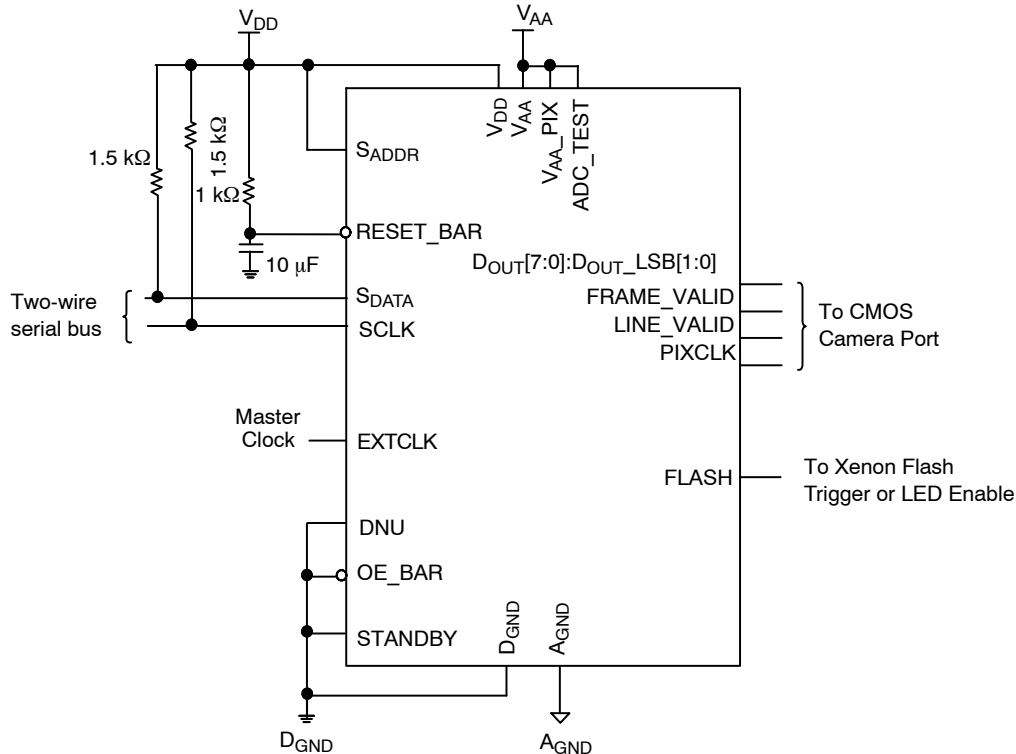 VDD
VAA
1.5 kΩ
1.5 kΩ
1 kΩ
10 μF
SADDR
RESET_BAR
SDATA
SCLK
Two-wire
serial bus
Master
Clock
EXTCLK
DNU
OE_BAR
STANDBY
VDD
VAA
VAA_PIX
ADC_TEST
DOUT[7:0]:DOUT_LSB[1:0]
FRAME_VALID
LINE_VALID
PIXCLK
To CMOS
Camera Port
FLASH
To Xenon Flash
Trigger or LED Enable
DGND
AGND
DGND
AGND